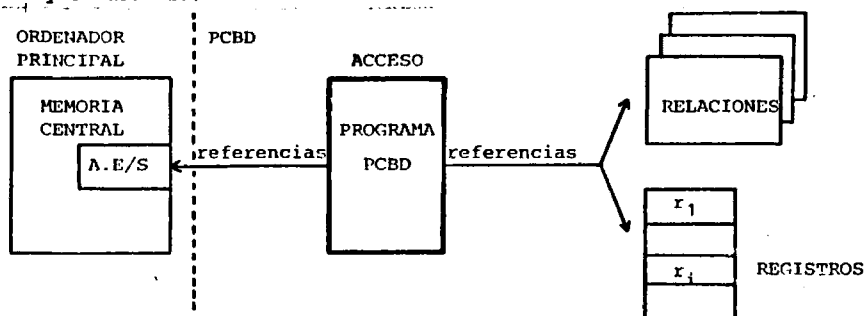 ORDENADOR
PRINCIPAL
PCBD
ACCESO
MEMORIA
CENTRAL
A.E/S
referencias
PROGRAMA
PCBD
referencias
RELACIONES
r1
ri
REGISTROS